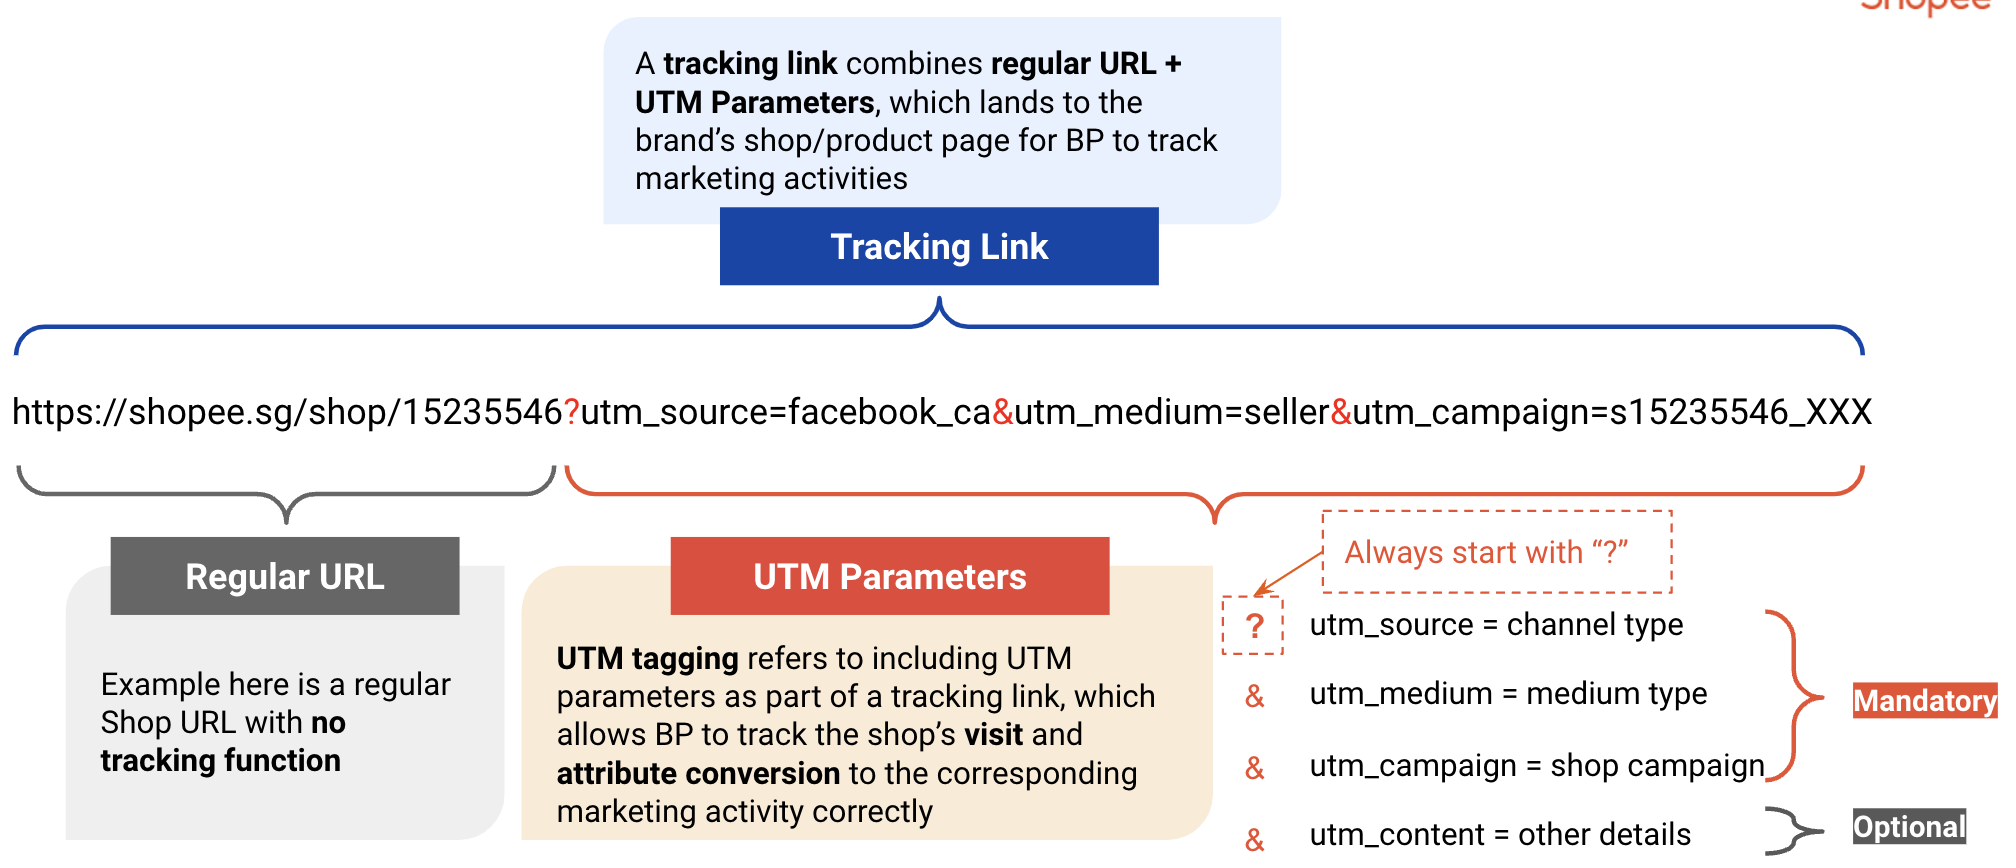 Shopee
A tracking link combines regular URL +
UTM Parameters, which lands to the
brand’s shop/product page for BP to track
marketing activities
Tracking Link
https://shopee.sg/shop/15235546?utm_source=facebook_ca&utm_medium=seller&utm_campaign=s15235546_XXX
Regular URL
Example here is a regular
Shop URL with no
tracking function
UTM Parameters
UTM tagging refers to including UTM
parameters as part of a tracking link, which
allows BP to track the shop’s visit and
attribute conversion to the corresponding
marketing activity correctly
Always start with “?”
? utm_source = channel type
& utm_medium = medium type
& utm_campaign = shop campaign
Mandatory
& utm_content = other details
Optional